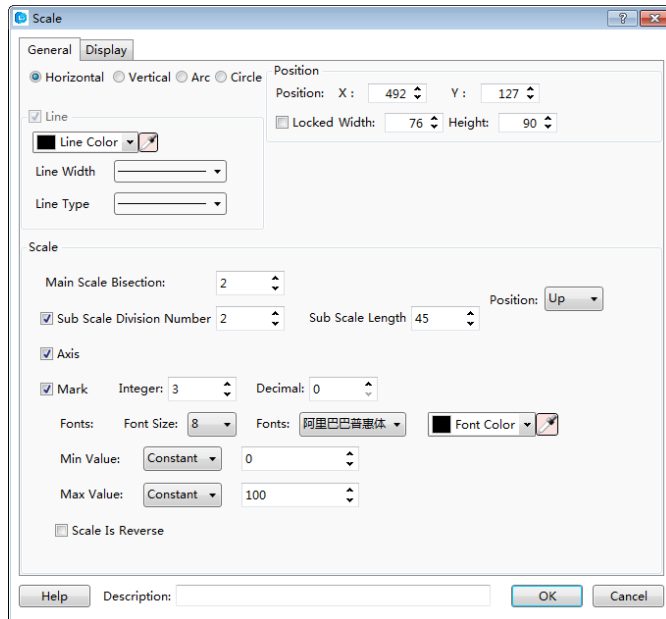 Scale
General Display
Horizontal Vertical Arc Circle
Position
Position: X : 492 Y : 127
Locked Width: 76 Height: 90
Line
Line Color
Line Width
Line Type
Scale
Main Scale Bisection: 2
Position: Up
Sub Scale Division Number 2 Sub Scale Length 45
Axis
Mark Integer: 3 Decimal: 0
Fonts: Font Size: 8 Fonts: 阿里巴巴普惠体 Font Color
Min Value: Constant 0
Max Value: Constant 100
Scale Is Reverse
Help Description: OK Cancel